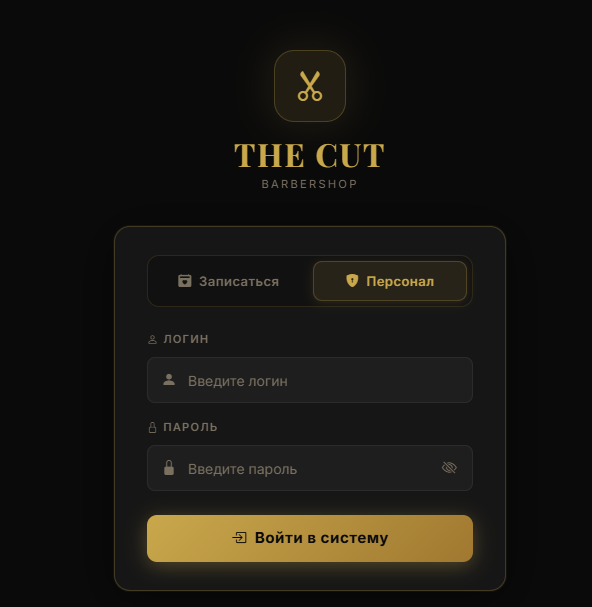 THE CUT
BARBERSHOP
Записаться Персонал
ЛОГИН
Введите логин
ПАРОЛЬ
Введите пароль
Войти в систему